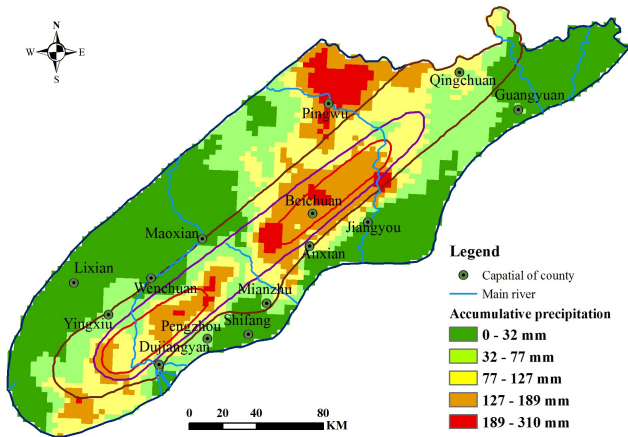 N
W E
S
Qingchuan
Guangyuan
Pingwu
Beichuan
Maoxian
Jiangyou
Anxian
Lixian
Wenchuan
Mianzhu
Yingxiu
Pengzhou
Shifang
Dujiangyan
Legend
Capatial of county
Main river
Accumulative precipitation
0 - 32 mm
32 - 77 mm
77 - 127 mm
127 - 189 mm
189 - 310 mm
0 20 40 80
KM